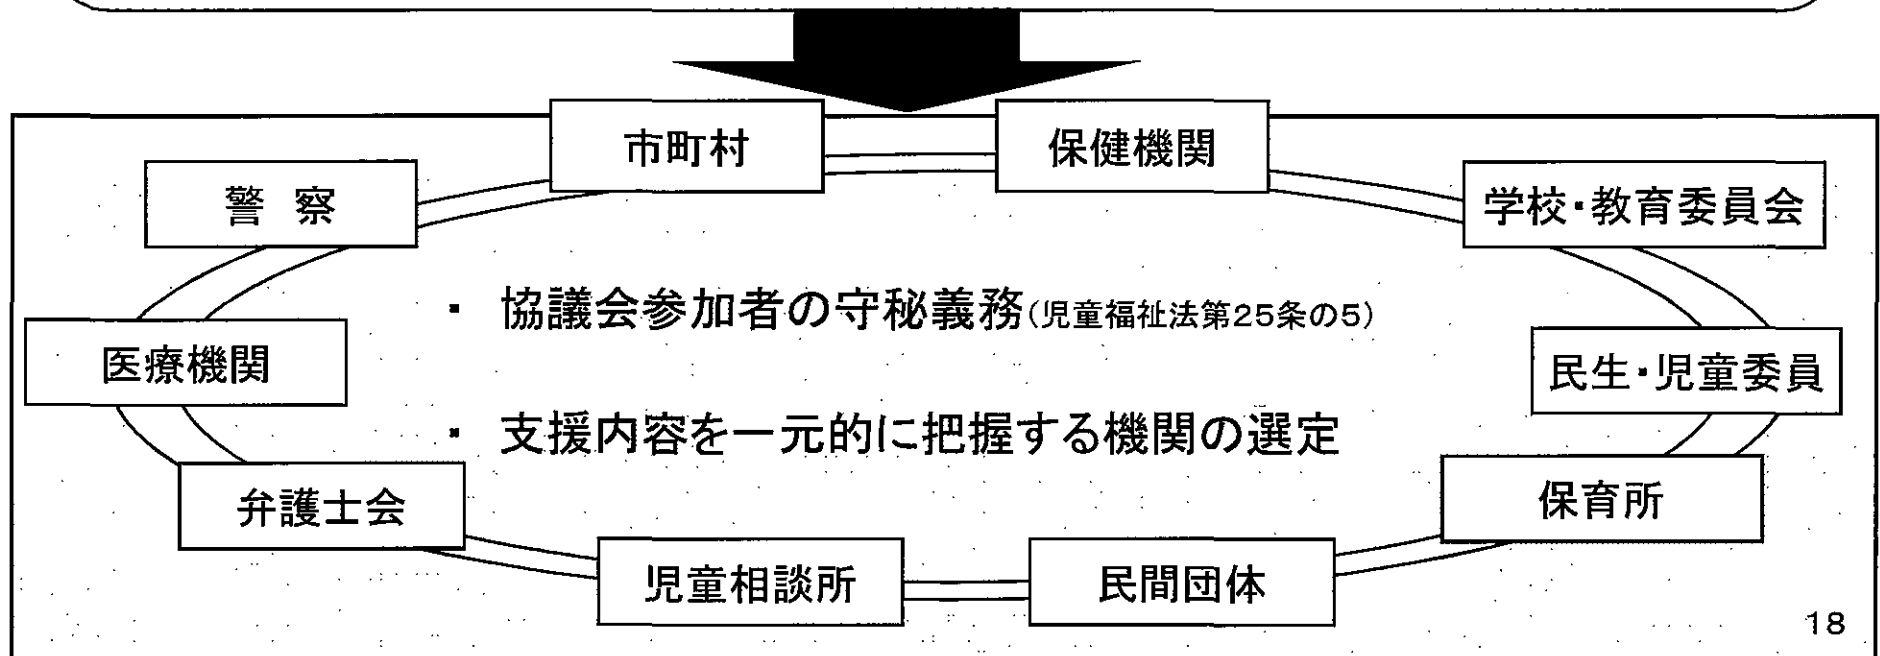 市町村
保健機関
警 察
学校・教育委員会
・ 協議会参加者の守秘義務(児童福祉法第25条の5)
医療機関
民生・児童委員
・ 支援内容を一元的に把握する機関の選定
弁護士会
保育所
児童相談所
民間団体
18